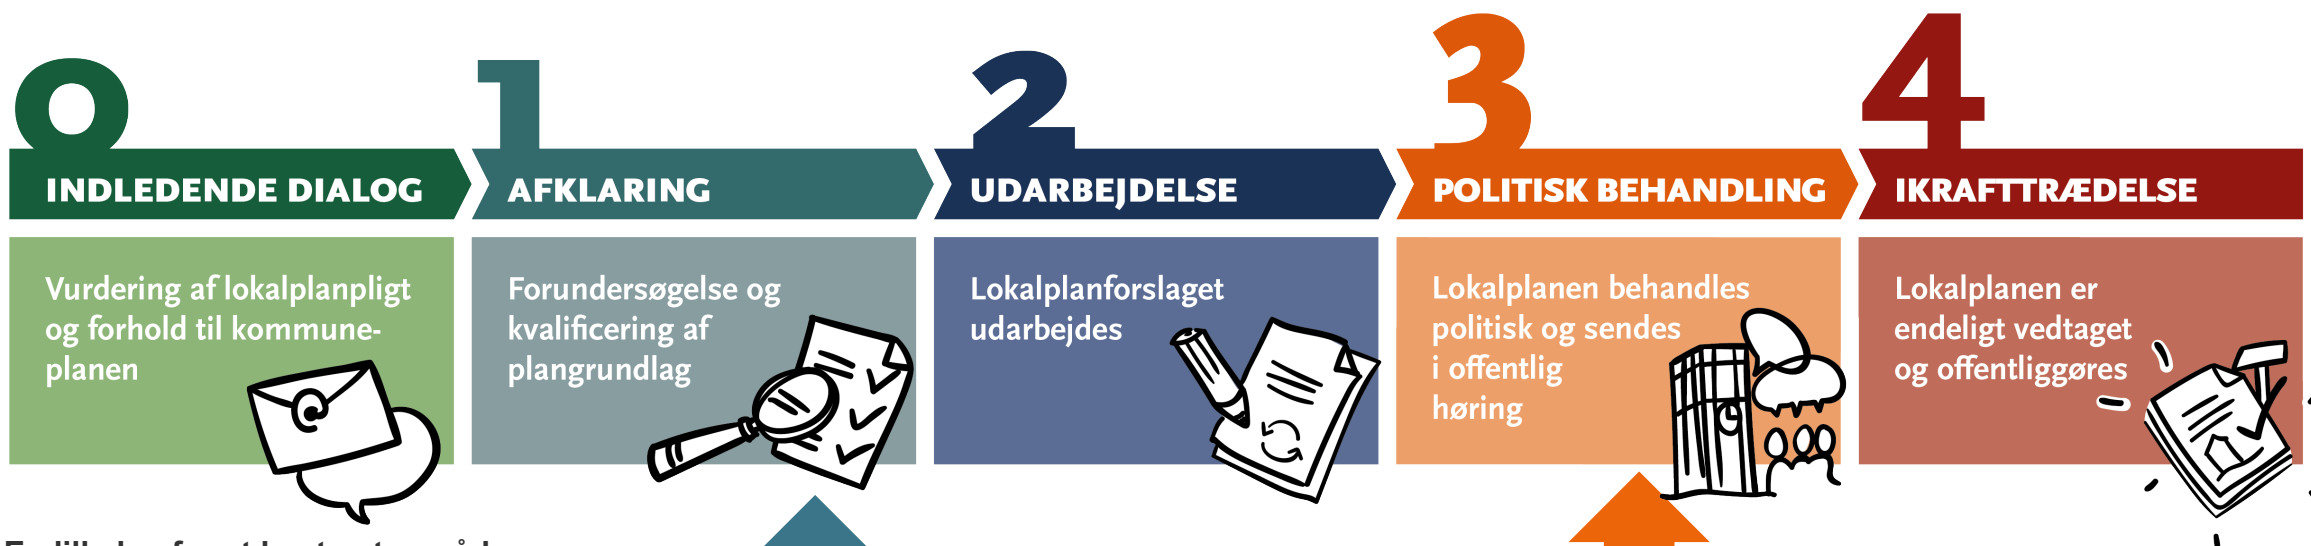 0
INDLEDENDE DIALOG
Vurdering af lokalplanpligt
og forhold til kommune-
planen
1
AFKLARING
Forundersøgelse og
kvalificering af
plangrundlag
2
UDARBEJDELSE
Lokalplanforslaget
udarbejdes
3
POLITISK BEHANDLING
Lokalplanen behandles
politisk og sendes
i offentlig
høring
4
IKRAFTTRÆDELSE
Lokalplanen er
endeligt vedtaget
og offentliggøres